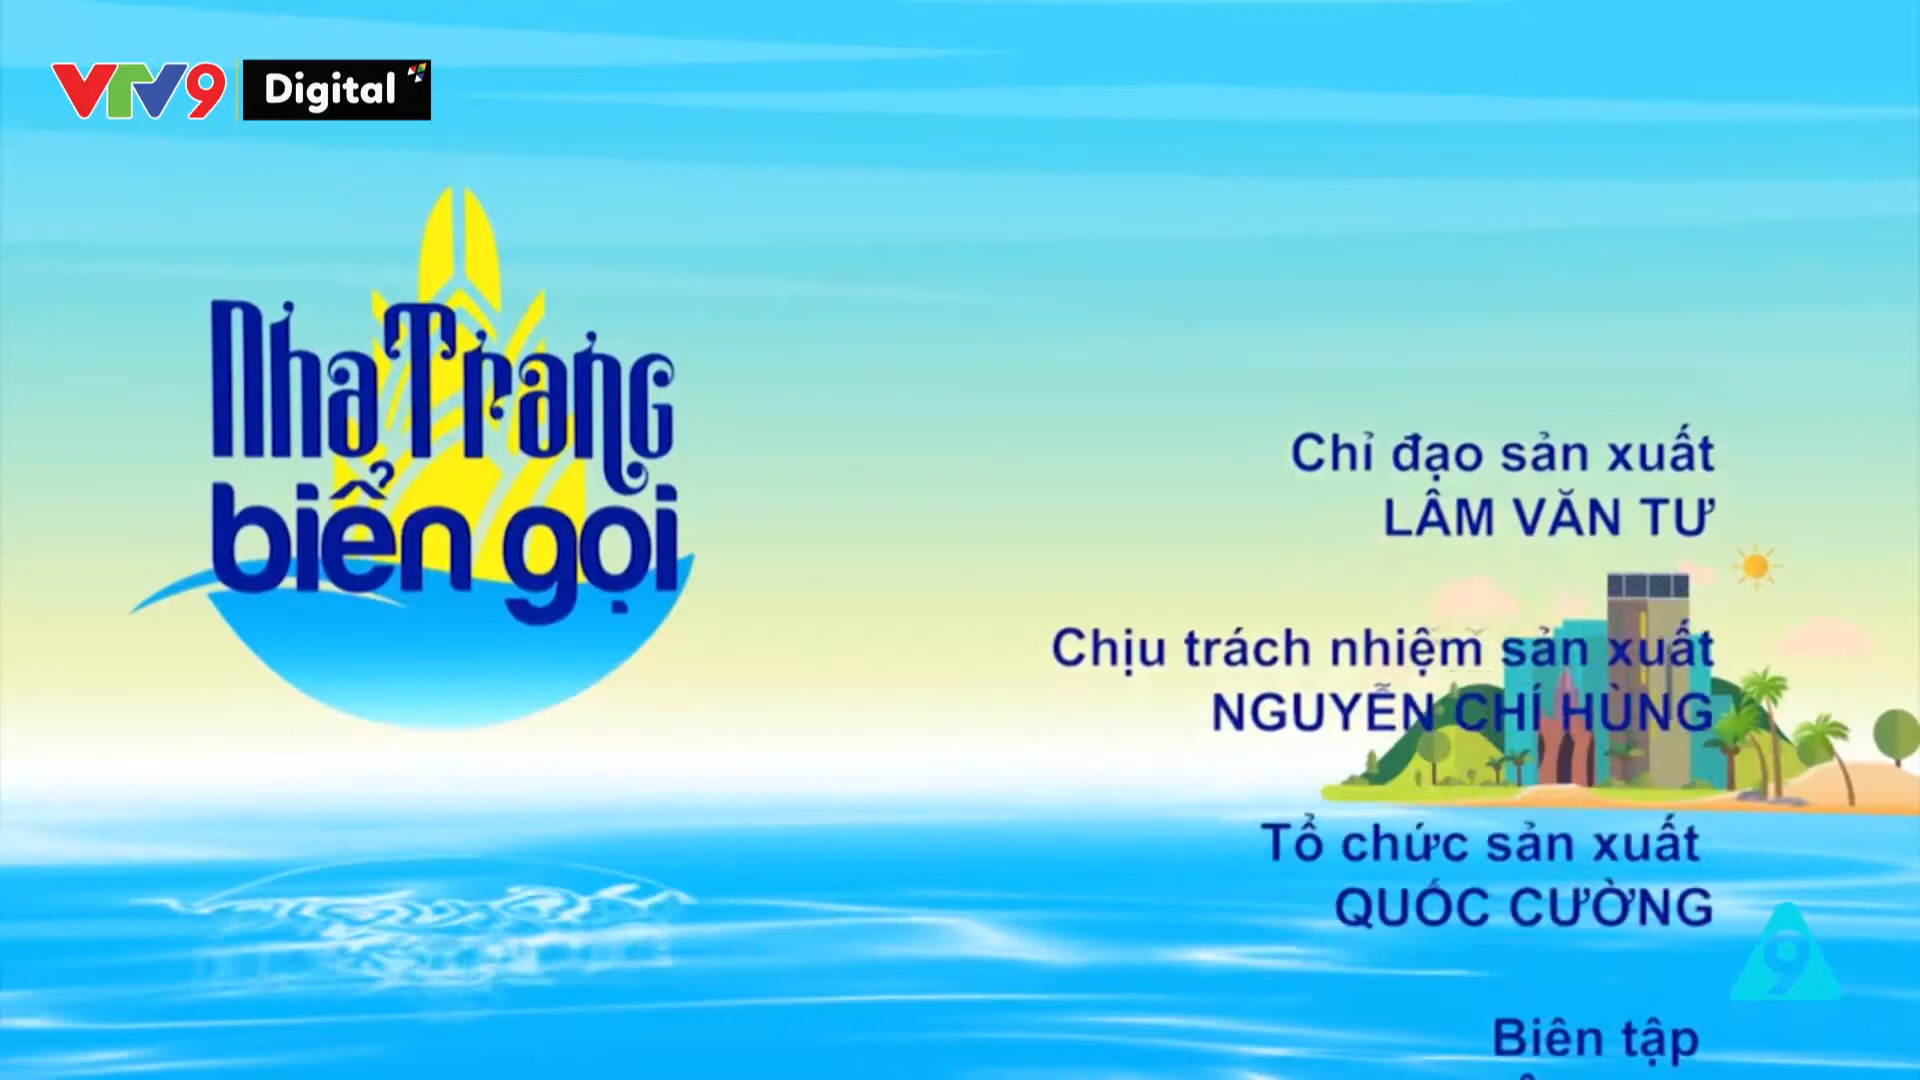 VTV9 Digital
Nha Trang
biển gọi
Chỉ đạo sản xuất
LÂM VĂN TƯ
Chịu trách nhiệm sản xuất
NGUYỄN CHÍ HÙNG
Tổ chức sản xuất
QUỐC CƯỜNG
9
Biên tập